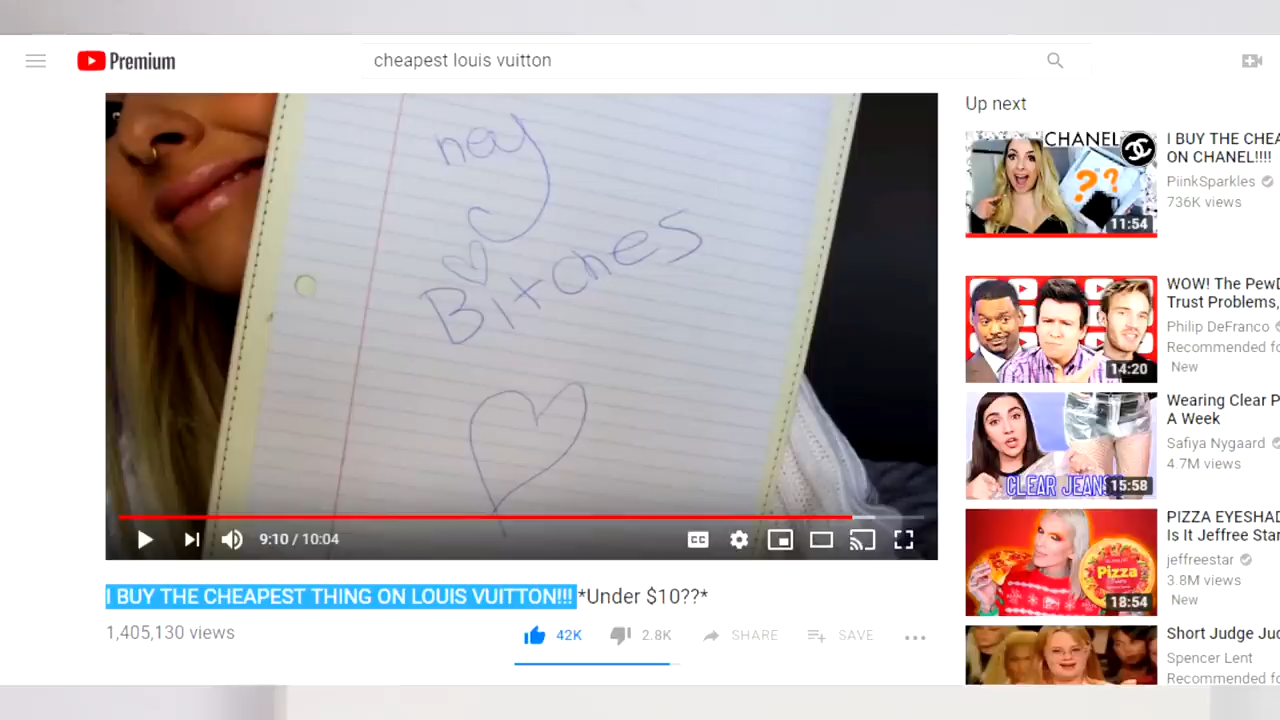 Premium
cheapest louis vuitton
hey
Bitches
9:10 / 10:04
CC
I BUY THE CHEAPEST THING ON LOUIS VUITTON!!! *Under $10??*
1,405,130 views
42K
2.8K
SHARE
SAVE
Up next
CHANEL
??
11:54
I BUY THE CHEA
ON CHANEL!!!!
PiinkSparkles
736K views
14:20
WOW! The PewD
Trust Problems,
Philip DeFranco
Recommended fo
New
CLEAR JEANS
15:58
Wearing Clear P
A Week
Safiya Nygaard
4.7M views
Pizza
18:54
PIZZA EYESHAD
Is It Jeffree Star
jeffreestar
3.8M views
New
Short Judge Jud
Spencer Lent
Recommended fo